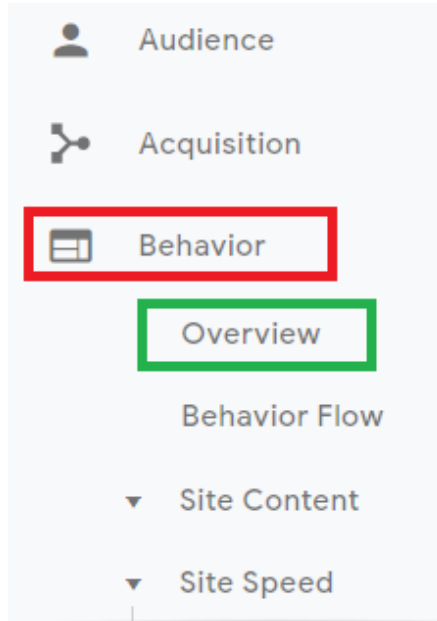 Audience
Acquisition
Behavior
Overview
Behavior Flow
Site Content
Site Speed